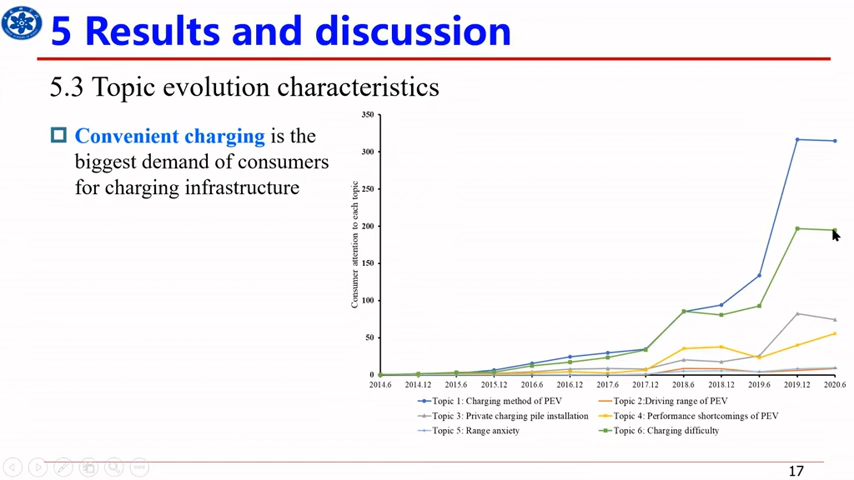 5 Results and discussion
5.3 Topic evolution characteristics
Convenient charging is the
biggest demand of consumers
for charging infrastructure
Consumer attention to each topic
350
300
250
200
150
100
50
0
2014.6 2014.12 2015.6 2015.12 2016.6 2016.12 2017.6 2017.12 2018.6 2018.12 2019.6 2019.12 2020.6
Topic 1: Charging method of PEV Topic 2:Driving range of PEV
Topic 3: Private charging pile installation Topic 4: Performance shortcomings of PEV
Topic 5: Range anxiety Topic 6: Charging difficulty
17